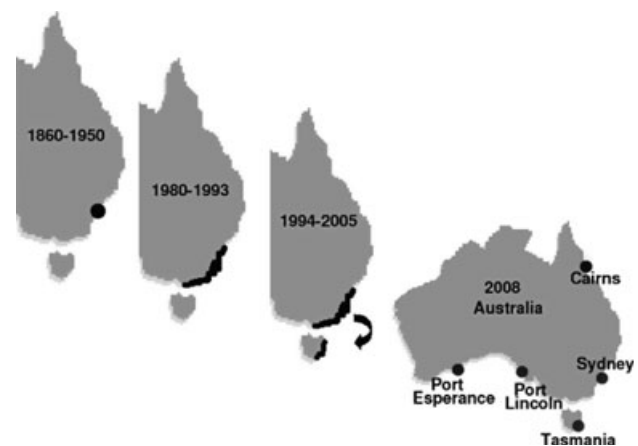 1860-1950
1980-1993
1994-2005
2008
Australia
Cairns
Sydney
Port
Esperance
Port
Lincoln
Tasmania